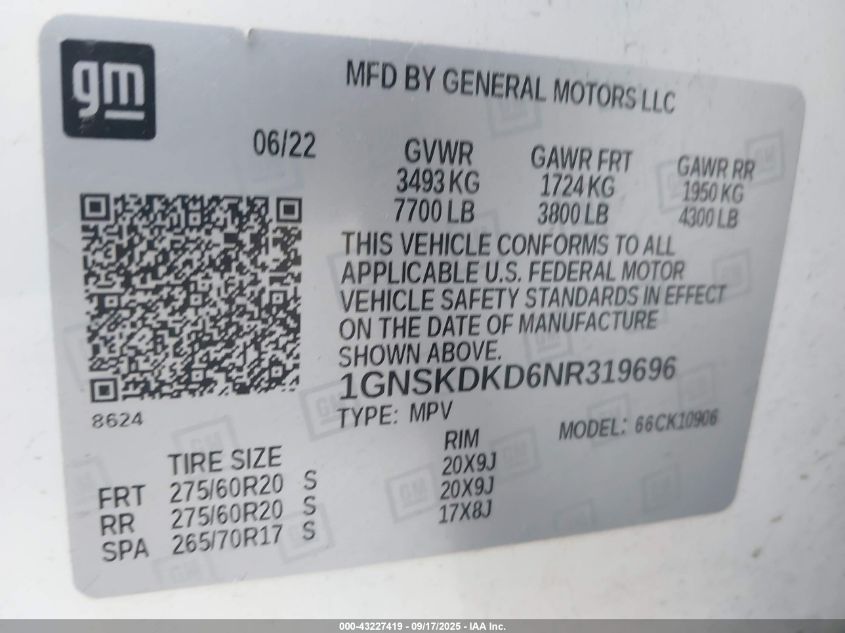 gm
MFD BY GENERAL MOTORS LLC
06/22
GVWR GAWR FRT GAWR RR
3493 KG 1724 KG 1950 KG
7700 LB 3800 LB 4300 LB
THIS VEHICLE CONFORMS TO ALL
APPLICABLE U.S. FEDERAL MOTOR
VEHICLE SAFETY STANDARDS IN EFFECT
ON THE DATE OF MANUFACTURE
SHOWN ABOVE.
1GNSKDKD6NR319696
8624
TYPE: MPV MODEL: 66CK10906
TIRE SIZE RIM
FRT 275/60R20 S 20X9J
RR 275/60R20 S 20X9J
SPA 265/70R17 S 17X8J
000-43227419 - 09/17/2025 - IAA Inc.